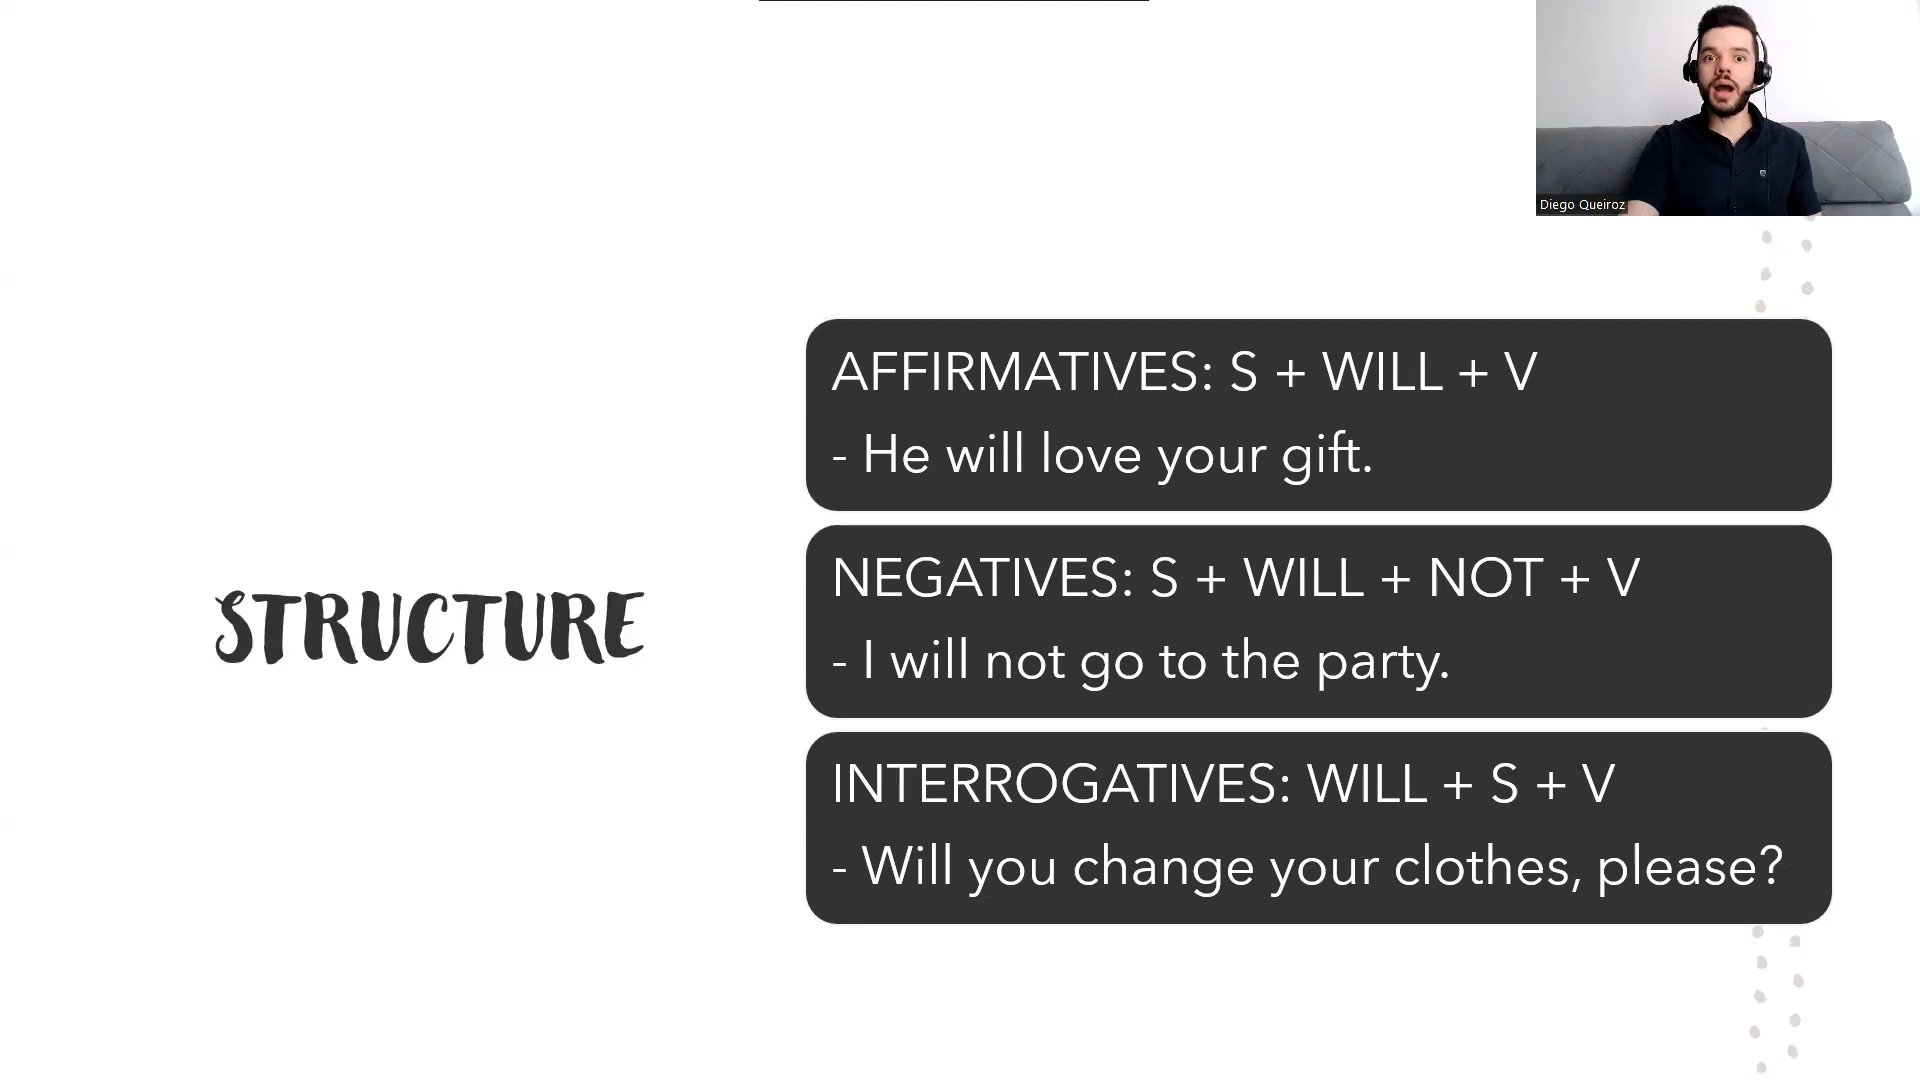 Diego Queiroz
STRUCTURE
AFFIRMATIVES: S + WILL + V
- He will love your gift.
NEGATIVES: S + WILL + NOT + V
- I will not go to the party.
INTERROGATIVES: WILL + S + V
- Will you change your clothes, please?